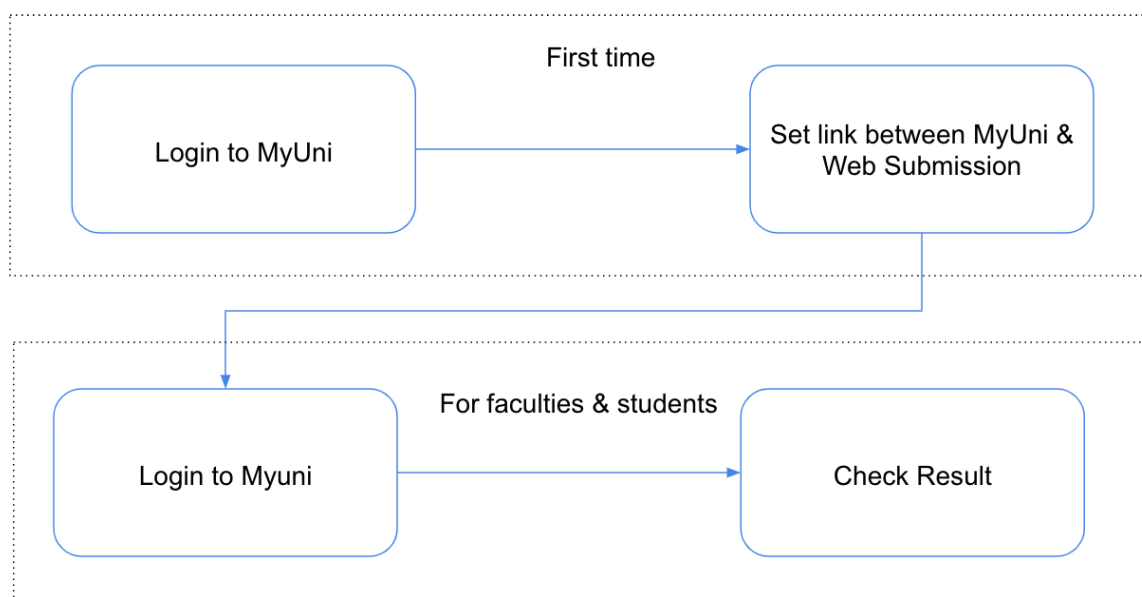 First time
Login to MyUni
Set link between MyUni &
Web Submission
For faculties & students
Login to Myuni
Check Result